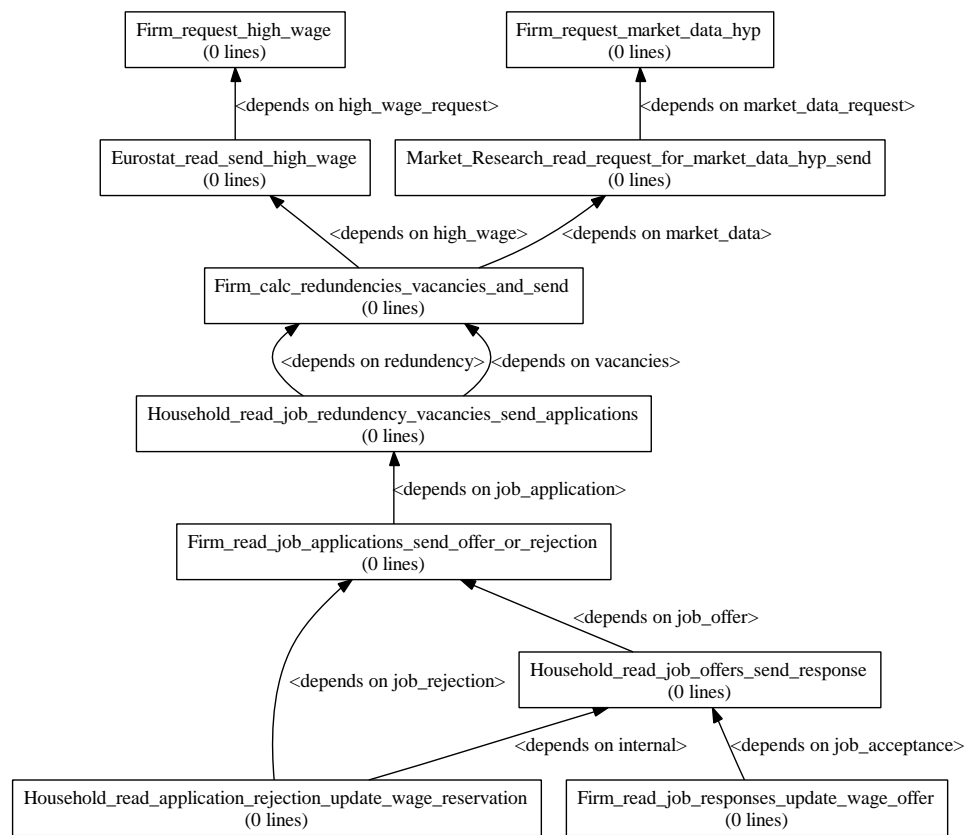 Firm_request_high_wage
(0 lines)
Firm_request_market_data_hyp
(0 lines)
<depends on high_wage_request>
<depends on market_data_request>
Eurostat_read_send_high_wage
(0 lines)
Market_Research_read_request_for_market_data_hyp_send
(0 lines)
<depends on high_wage>
<depends on market_data>
Firm_calc_redundencies_vacancies_and_send
(0 lines)
<depends on redundency>
<depends on vacancies>
Household_read_job_redundency_vacancies_send_applications
(0 lines)
<depends on job_application>
Firm_read_job_applications_send_offer_or_rejection
(0 lines)
<depends on job_offer>
<depends on job_rejection>
Household_read_job_offers_send_response
(0 lines)
<depends on internal>
<depends on job_acceptance>
Household_read_application_rejection_update_wage_reservation
(0 lines)
Firm_read_job_responses_update_wage_offer
(0 lines)